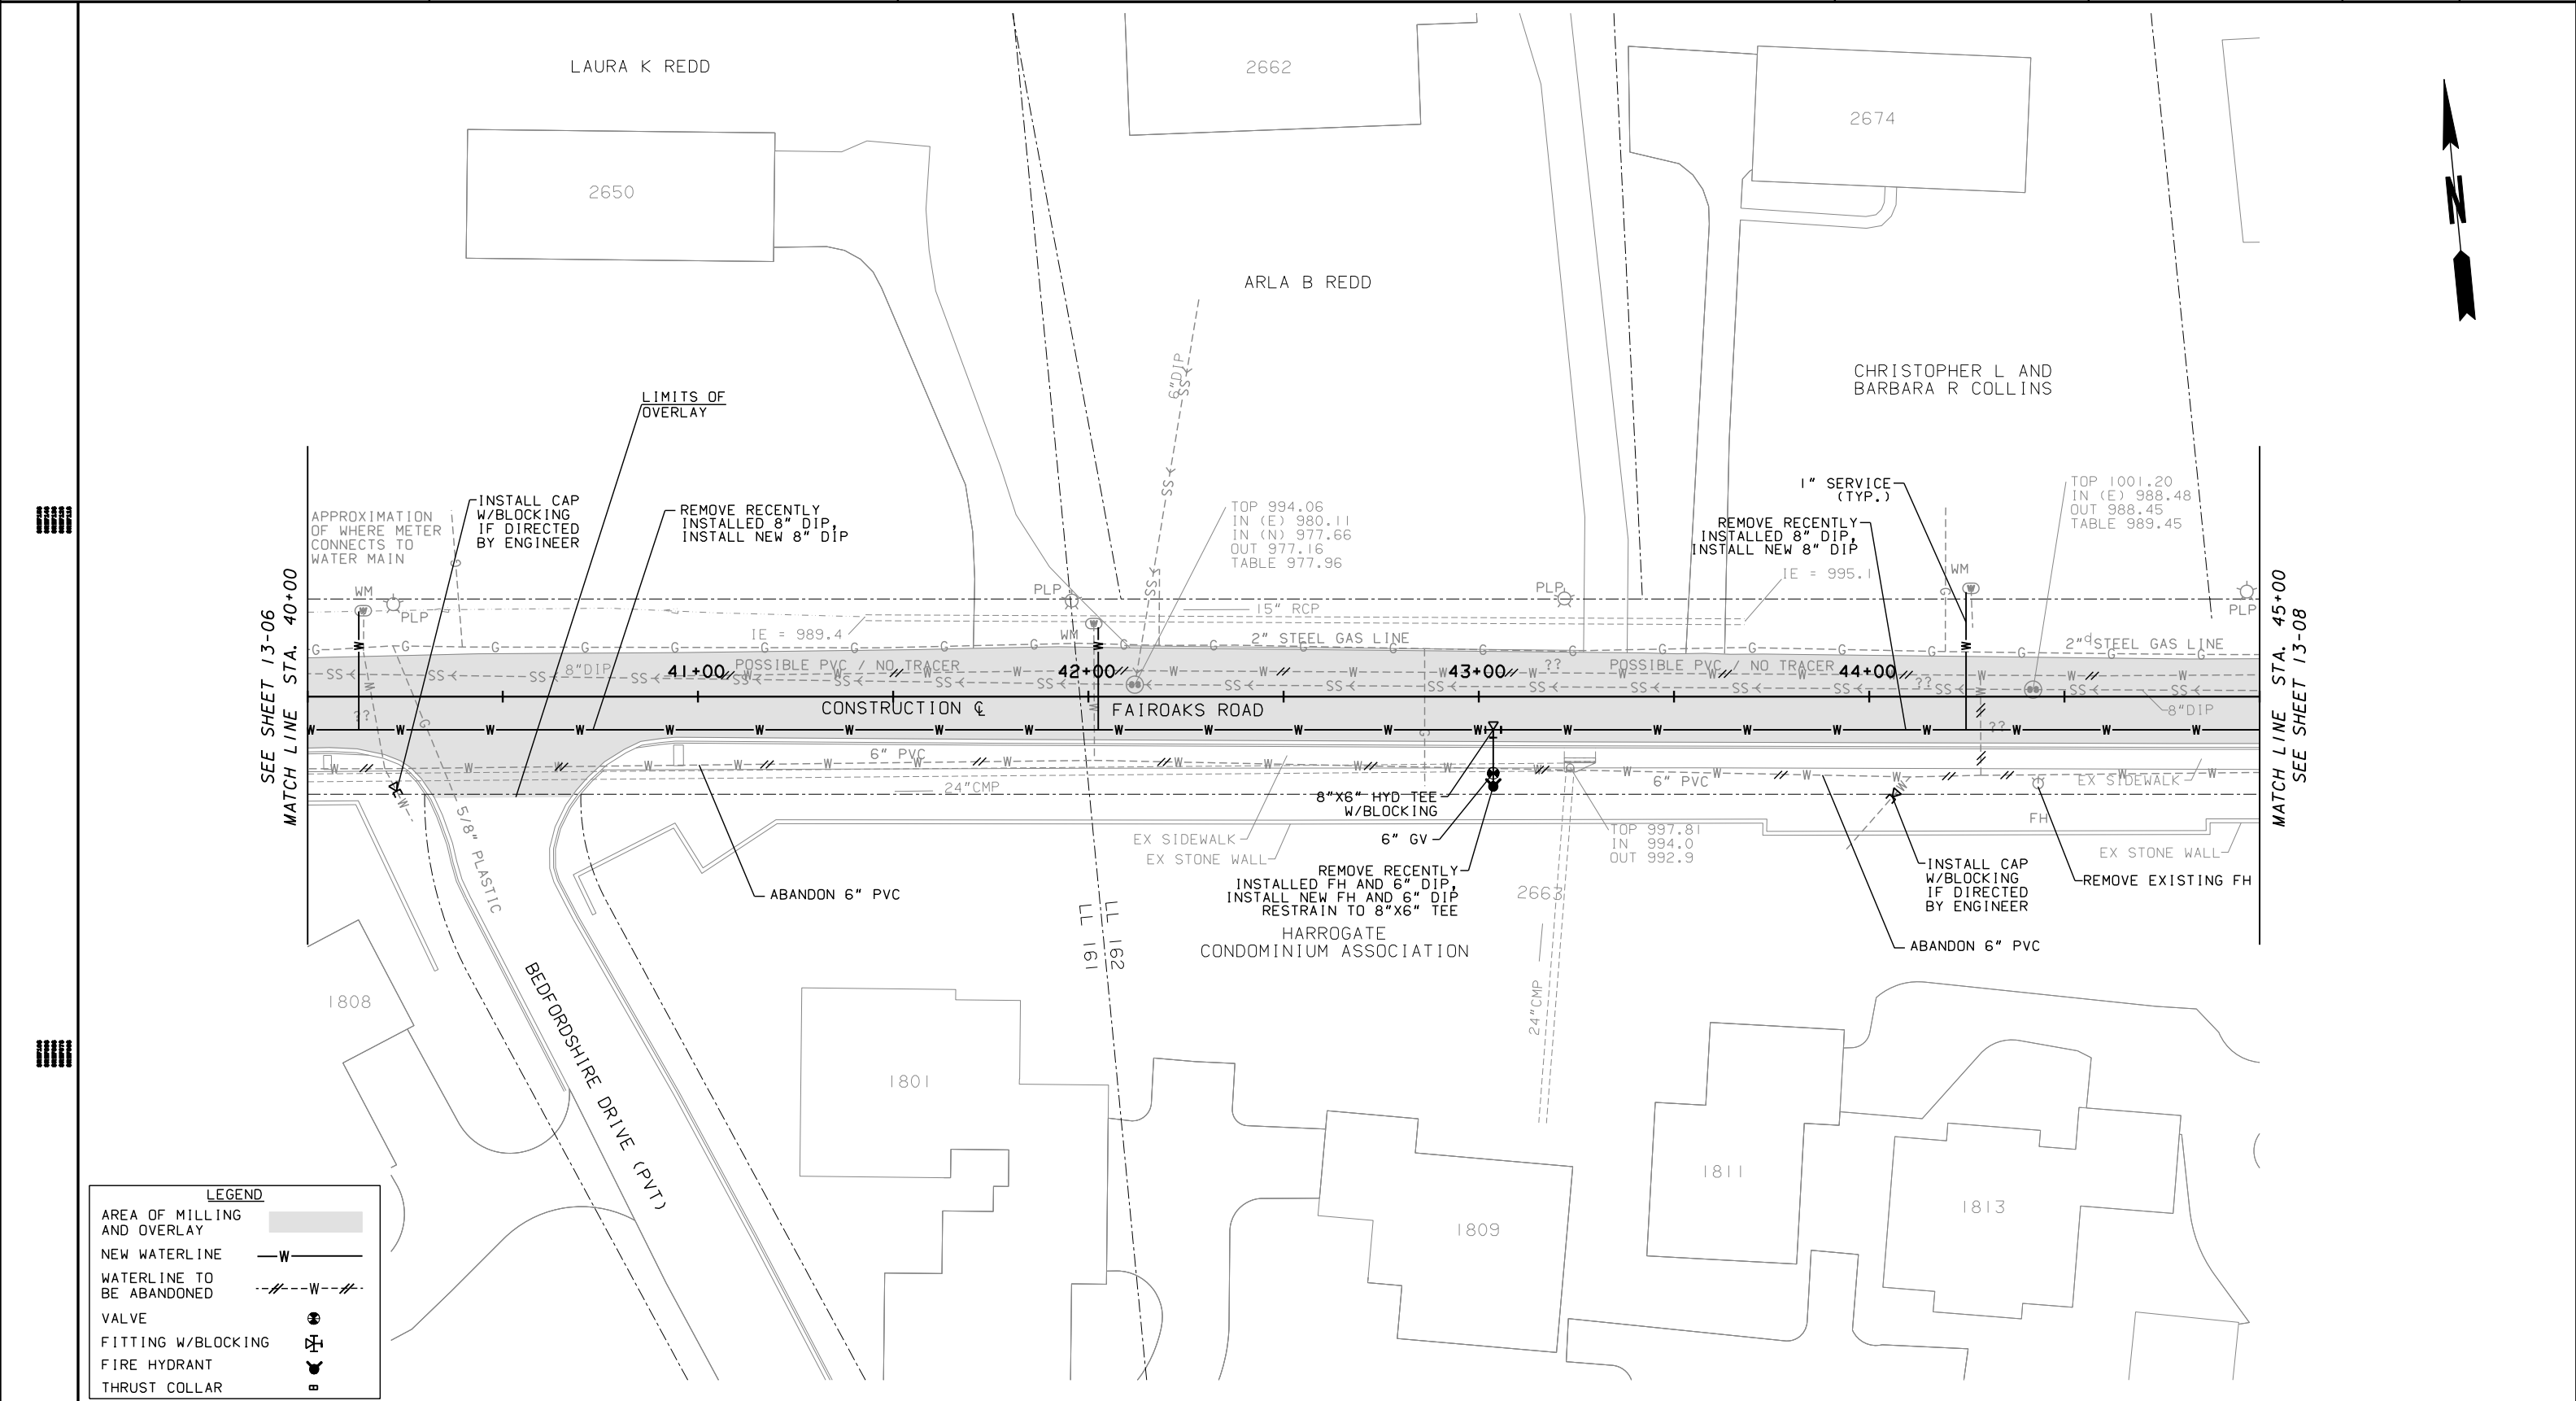 LAURA K REDD
2662
2674
2650
N
ARLA B REDD
6"DIP
CHRISTOPHER L AND
BARBARA R COLLINS
LIMITS OF
OVERLAY
APPROXIMATION
OF WHERE METER
CONNECTS TO
WATER MAIN
INSTALL CAP
W/BLOCKING
IF DIRECTED
BY ENGINEER
REMOVE RECENTLY
INSTALLED 8" DIP,
INSTALL NEW 8" DIP
TOP 994.06
IN (E) 980.11
IN (N) 977.66
OUT 977.16
TABLE 977.96
1" SERVICE
(TYP.)
REMOVE RECENTLY
INSTALLED 8" DIP,
INSTALL NEW 8" DIP
TOP 1001.20
IN (E) 988.48
OUT 988.45
TABLE 989.45
IE = 995.1
WM
PLP
PLP
WM
PLP
WM
PLP
15" RCP
IE = 989.4
2" STEEL GAS LINE
2" STEEL GAS LINE
8"DIP
41+00
POSSIBLE PVC / NO TRACER
42+00
43+00
??
POSSIBLE PVC / NO TRACER
44+00
??
SEE SHEET 13-06
MATCH LINE STA. 40+00
MATCH LINE STA. 45+00
SEE SHEET 13-08
??
CONSTRUCTION ℄
FAIROAKS ROAD
8"DIP
??
6" PVC
24"CMP
6" PVC
EX SIDEWALK
5/8" PLASTIC
8"X6" HYD TEE
W/BLOCKING
6" GV
EX SIDEWALK
EX STONE WALL
TOP 997.81
IN 994.0
OUT 992.9
FH
EX STONE WALL
REMOVE RECENTLY
INSTALLED FH AND 6" DIP,
INSTALL NEW FH AND 6" DIP
RESTRAIN TO 8"X6" TEE
INSTALL CAP
W/BLOCKING
IF DIRECTED
BY ENGINEER
REMOVE EXISTING FH
ABANDON 6" PVC
2663
HARROGATE
CONDOMINIUM ASSOCIATION
ABANDON 6" PVC
LL 161
LL 162
24"CMP
BEDFORDSHIRE DRIVE (PVT)
1808
1801
1809
1811
1813
LEGEND
AREA OF MILLING
AND OVERLAY
NEW WATERLINE
W
WATERLINE TO
BE ABANDONED
W
VALVE
FITTING W/BLOCKING
FIRE HYDRANT
THRUST COLLAR